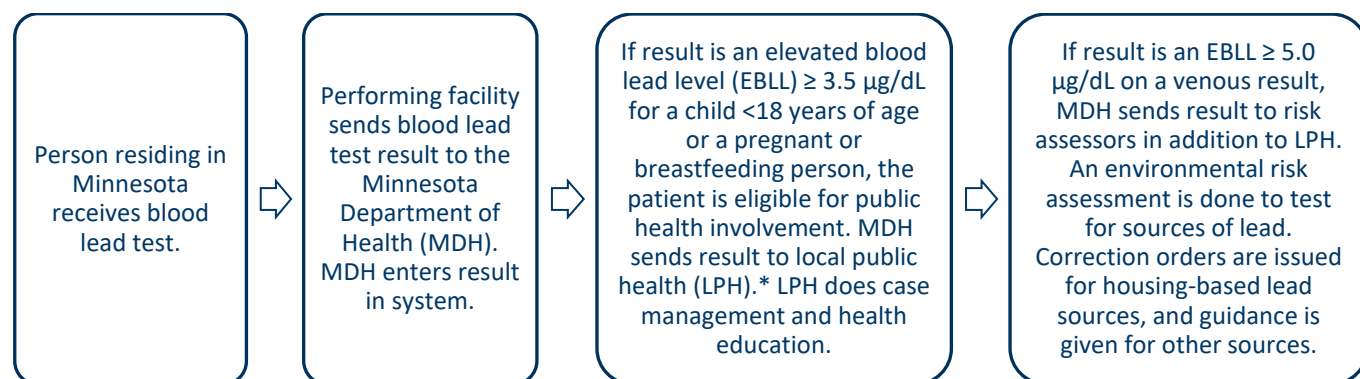 Person residing in
Minnesota
receives blood
lead test.
Performing facility
sends blood lead
test result to the
Minnesota
Department of
Health (MDH).
MDH enters result
in system.
If result is an elevated blood
lead level (EBLL) ≥ 3.5 µg/dL
for a child <18 years of age
or a pregnant or
breastfeeding person, the
patient is eligible for public
health involvement. MDH
sends result to local public
health (LPH).* LPH does case
management and health
education.
If result is an EBLL ≥ 5.0
µg/dL on a venous result,
MDH sends result to risk
assessors in addition to LPH.
An environmental risk
assessment is done to test
for sources of lead.
Correction orders are issued
for housing-based lead
sources, and guidance is
given for other sources.